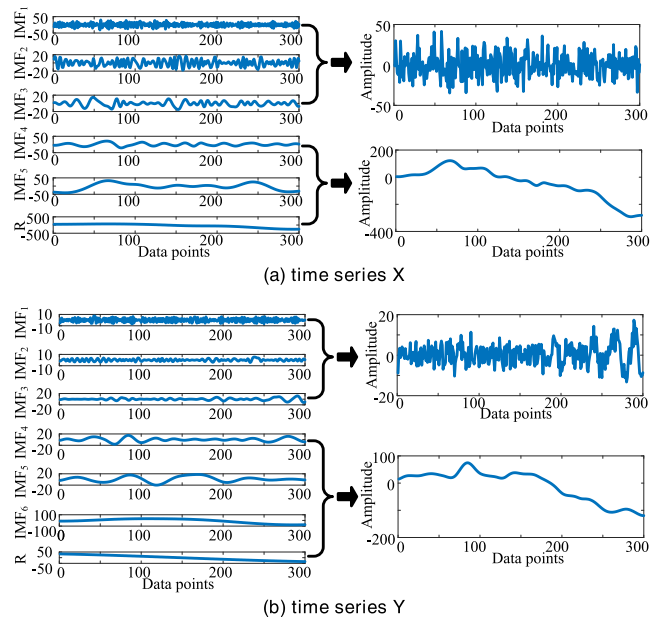 IMF1 50 -50 0 100 200 300
IMF2 20 -20 0 100 200 300
IMF3 20 -20 0 100 200 300
IMF4 50 -50 0 100 200 300
IMF5 50 -50 0 100 200 300
R 500 -500 0 100 200 300
Data points
Amplitude 50 0 -50 0 100 200 300
Data points
Amplitude 200 0 -400 0 100 200 300
Data points
(a) time series X
IMF1 10 -10 0 100 200 300
IMF2 10 -10 0 100 200 300
IMF3 20 -20 0 100 200 300
IMF4 20 -20 0 100 200 300
IMF5 20 -20 0 100 200 300
IMF6 100 -100 0 100 200 300
R 50 -50 0 100 200 300
Data points
Amplitude 20 0 -20 0 100 200 300
Data points
Amplitude 100 0 -200 0 100 200 300
Data points
(b) time series Y